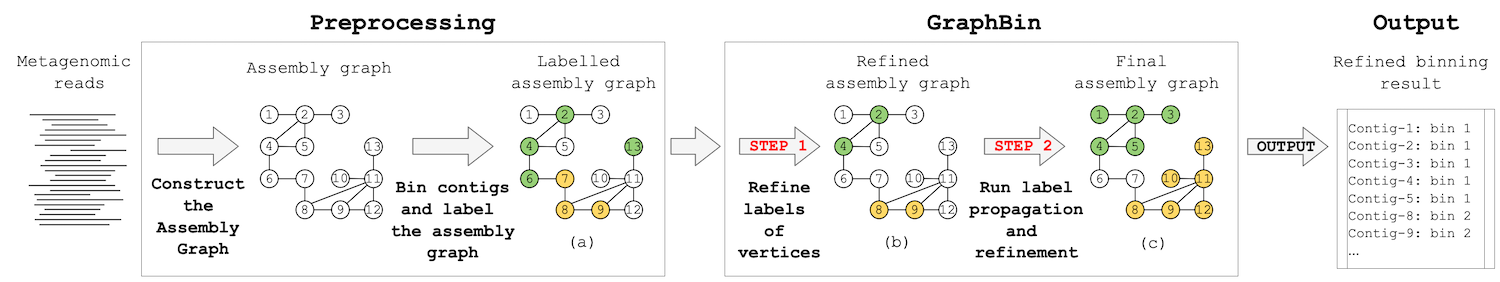 Preprocessing
GraphBin
Output
Metagenomic
reads
Assembly graph
Labelled
assembly graph
Refined
assembly graph
Final
assembly graph
Refined binning
result
1 2 3
4 5
13
6 7 10 11
8 9 12
Construct
the
Assembly
Graph
Bin contigs
and label
the assembly
graph
1 2 3
4 5
13
6 7 10 11
8 9 12
(a)
STEP 1
Refine
labels
of
vertices
1 2 3
4 5
13
6 7 10 11
8 9 12
(b)
STEP 2
Run label
propagation
and
refinement
1 2 3
4 5
13
6 7 10 11
8 9 12
(c)
OUTPUT
Contig-1: bin 1
Contig-2: bin 1
Contig-3: bin 1
Contig-4: bin 1
Contig-5: bin 1
Contig-8: bin 2
Contig-9: bin 2
...